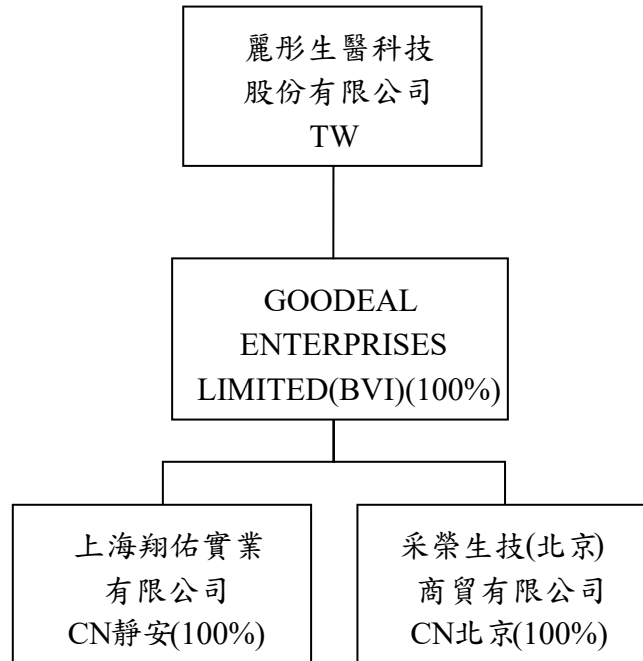 麗彤生醫科技
股份有限公司
TW
GOODEAL
ENTERPRISES
LIMITED(BVI)(100%)
上海翔佑實業
有限公司
CN靜安(100%)
采榮生技(北京)
商貿有限公司
CN北京(100%)